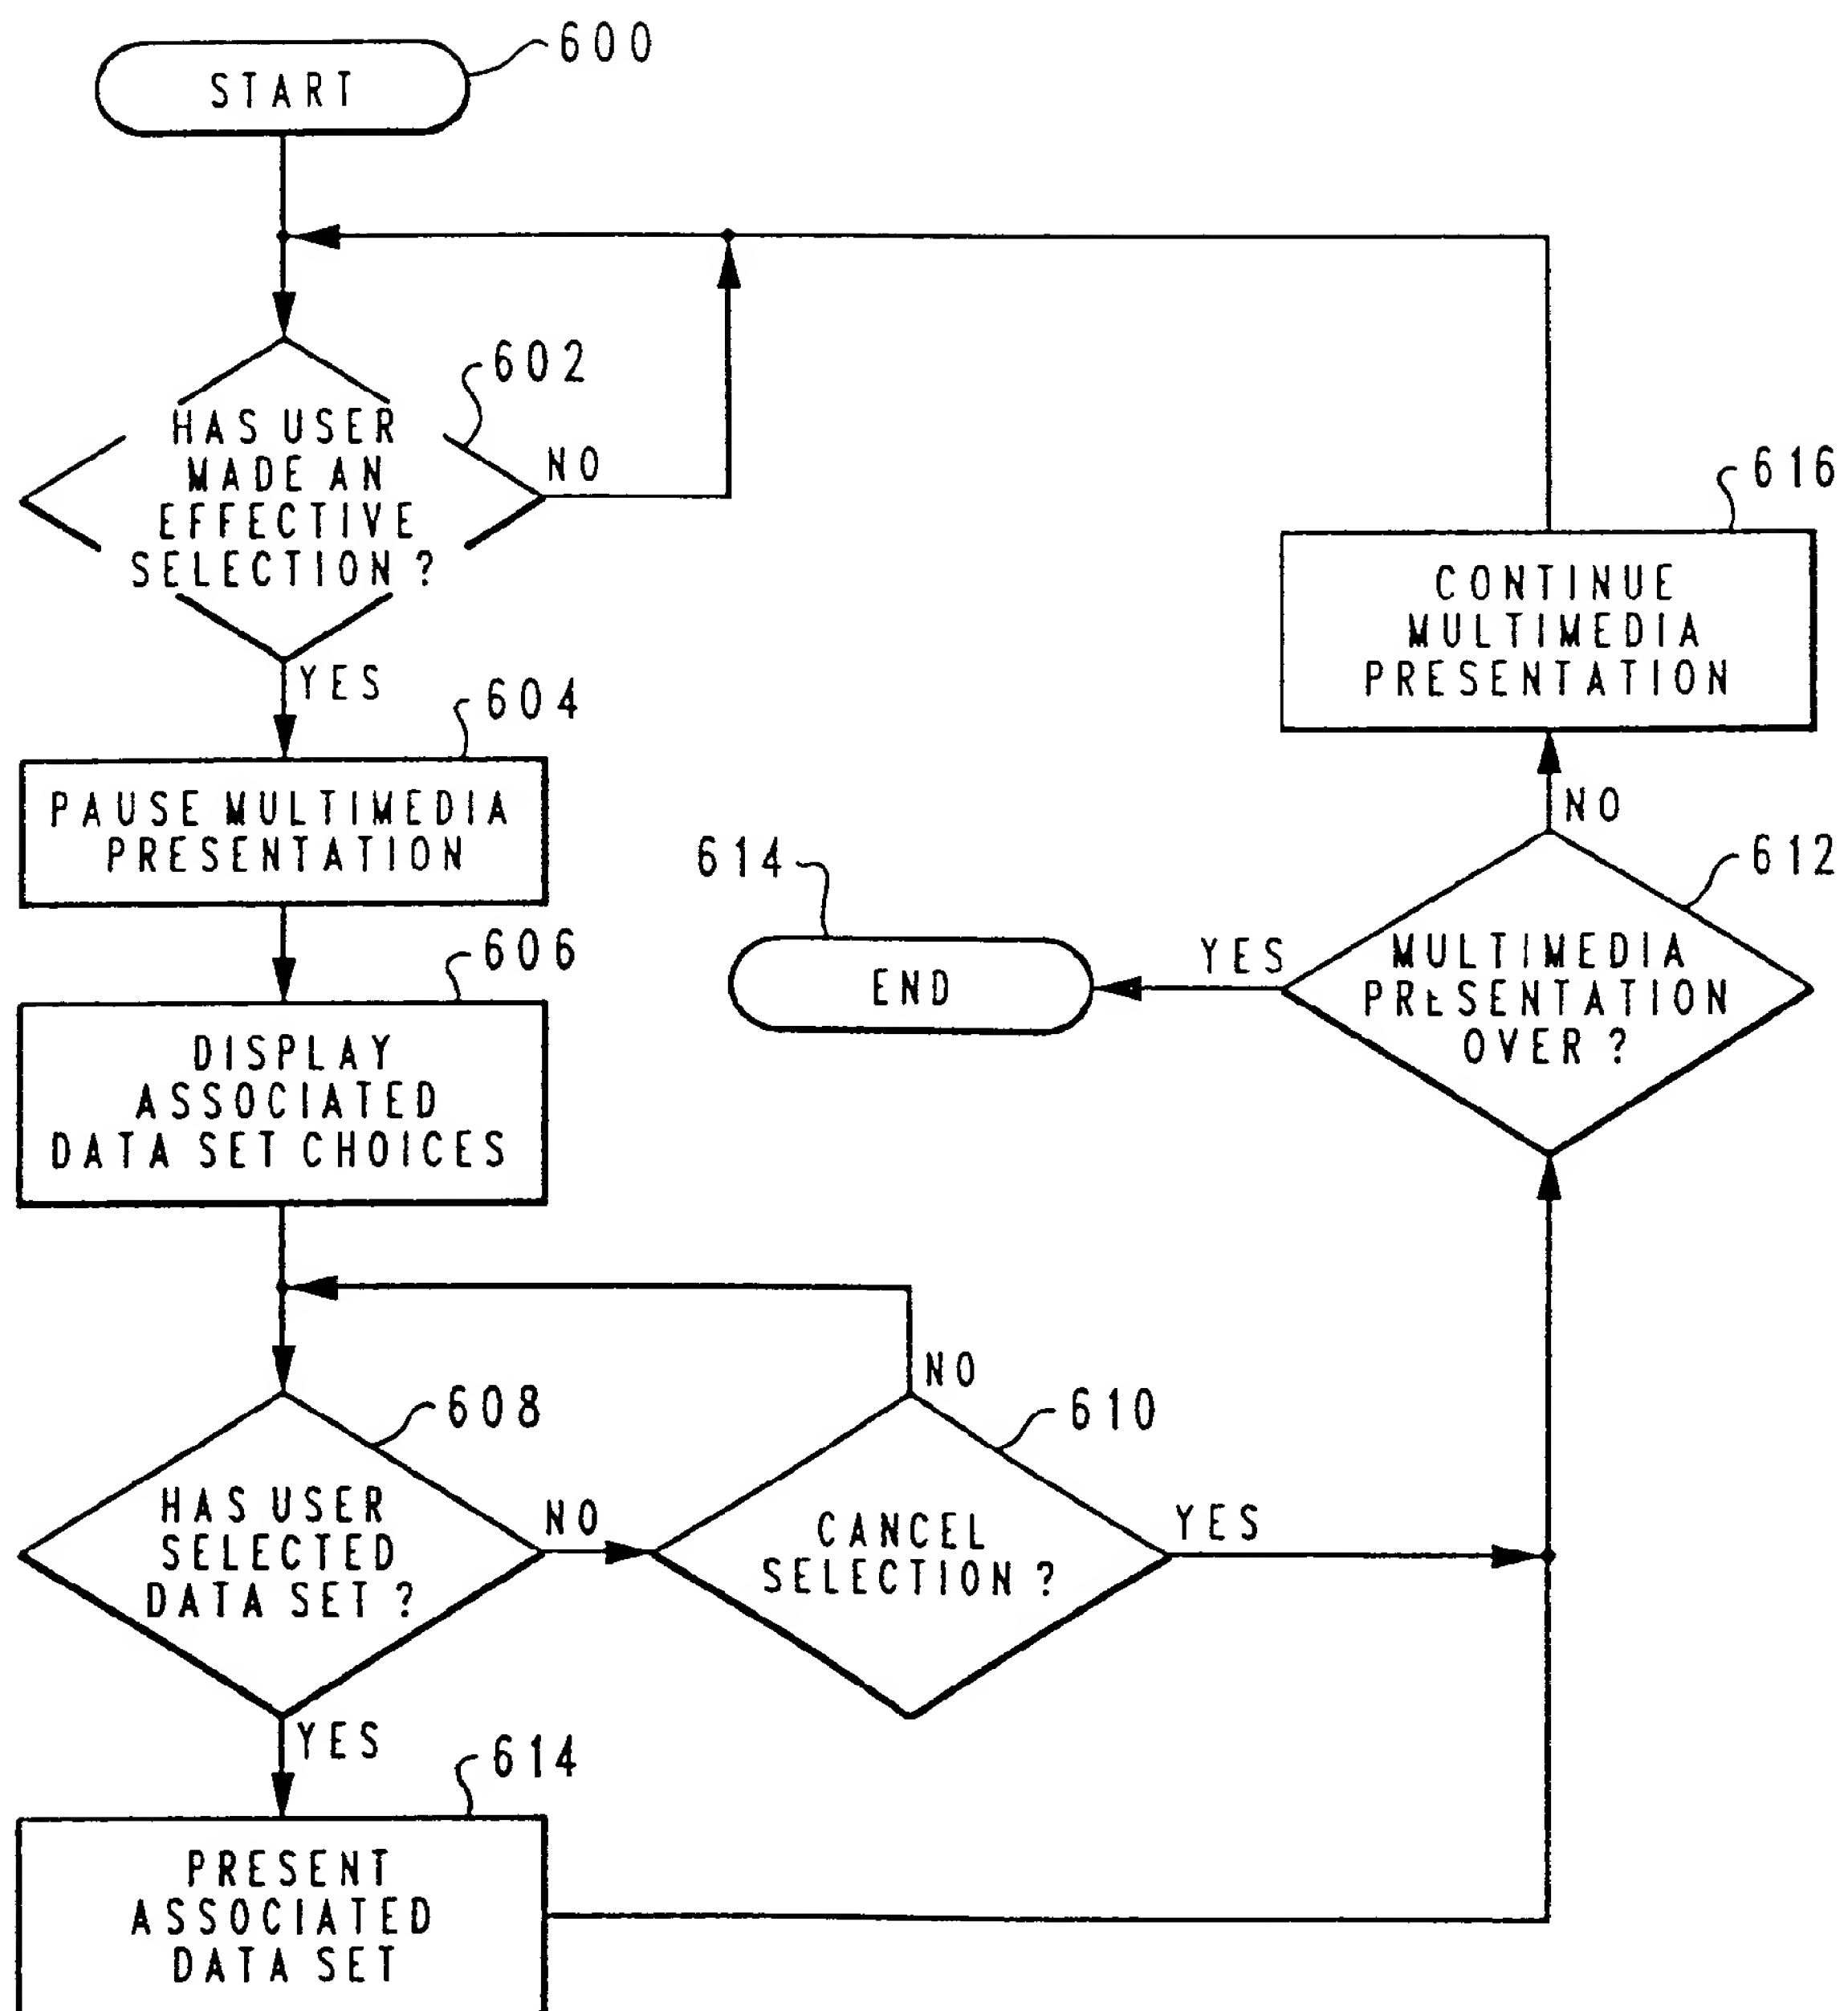 600
START
602
HAS USER
MADE AN
EFFECTIVE
SELECTION ?
NO
YES
604
PAUSE MULTIMEDIA
PRESENTATION
606
DISPLAY
ASSOCIATED
DATA SET CHOICES
608
HAS USER
SELECTED
DATA SET ?
NO
YES
610
CANCEL
SELECTION ?
NO
YES
614
PRESENT
ASSOCIATED
DATA SET
612
MULTIMEDIA
PRESENTATION
OVER ?
YES
NO
614
END
616
CONTINUE
MULTIMEDIA
PRESENTATION